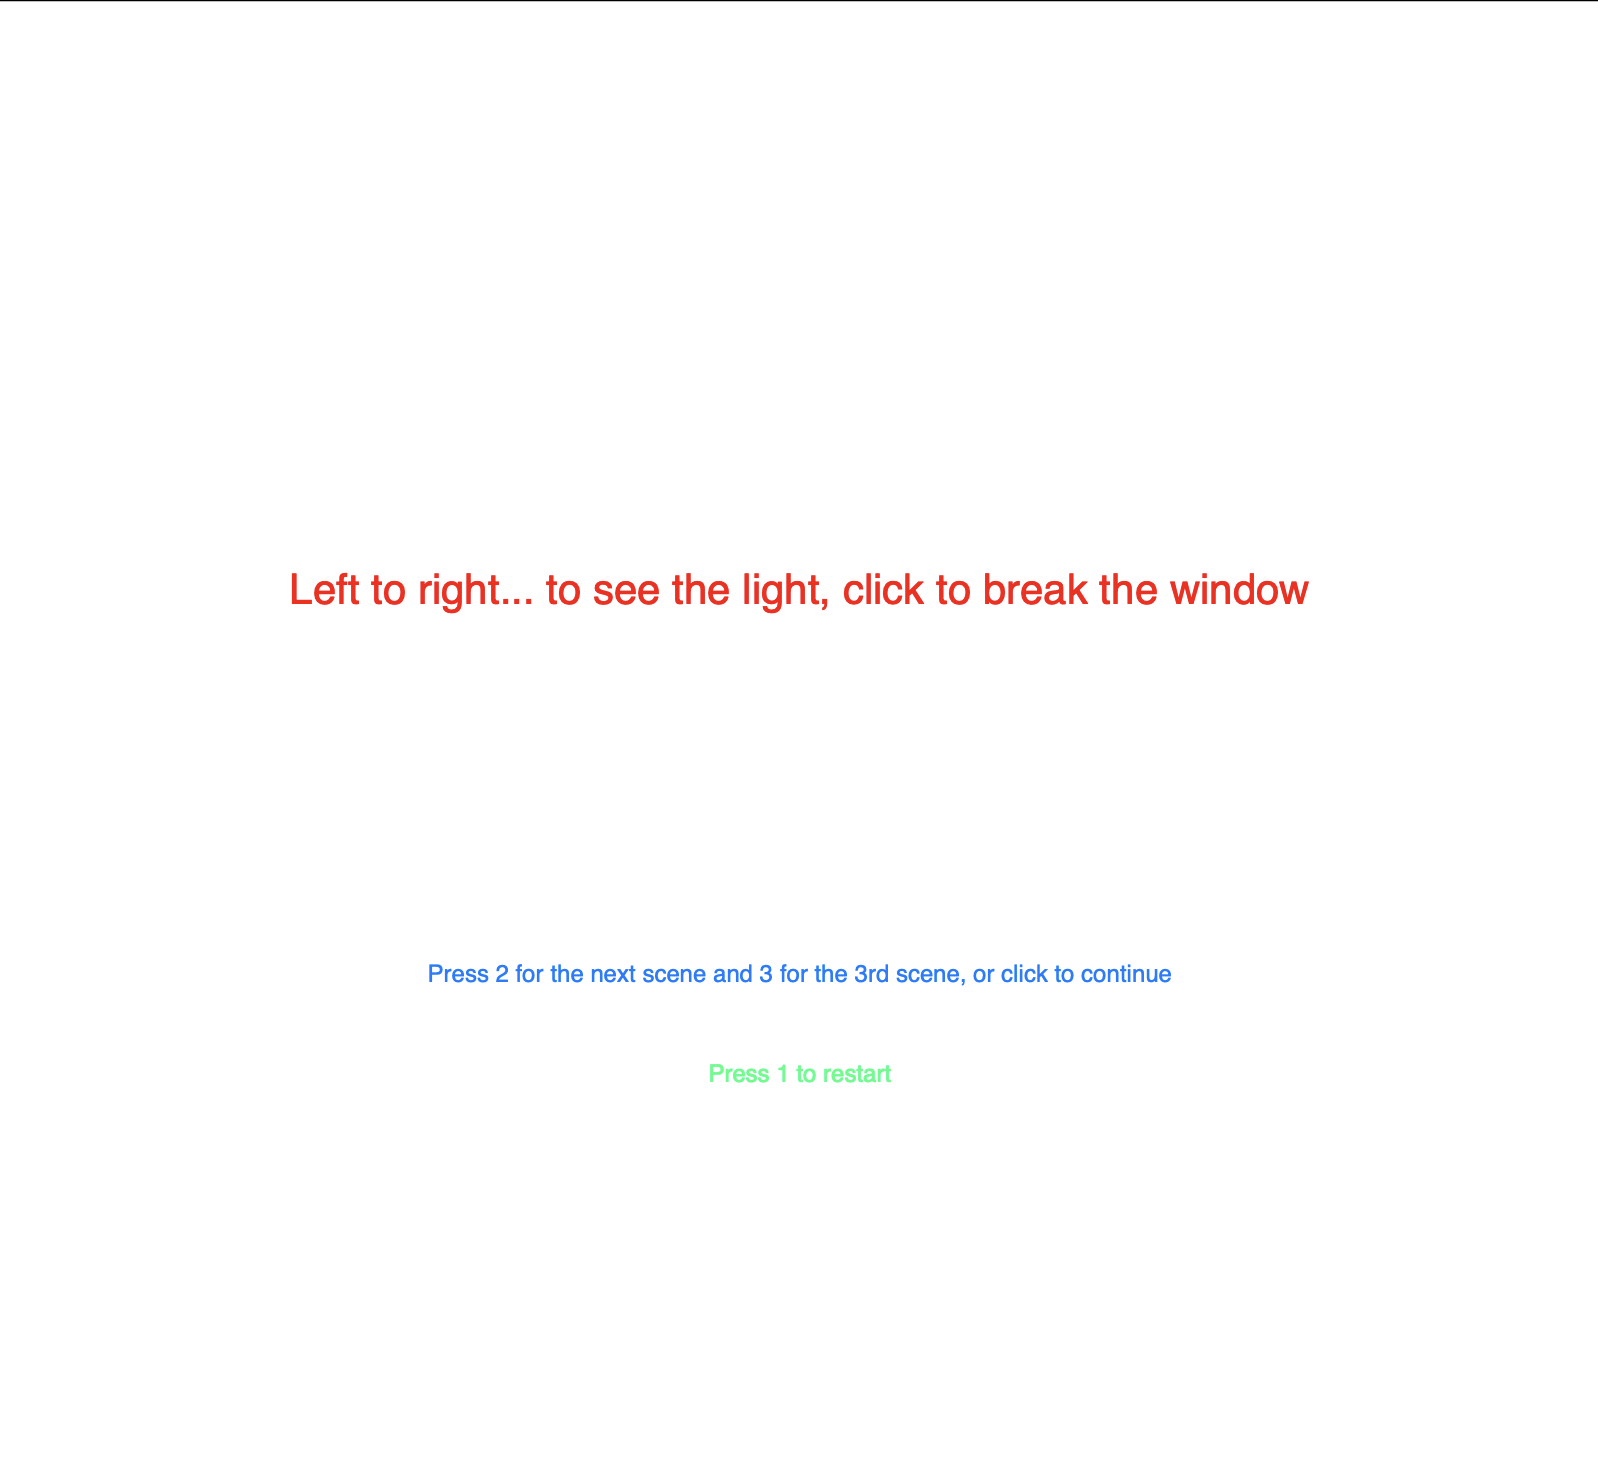 Left to right... to see the light, click to break the window
Press 2 for the next scene and 3 for the 3rd scene, or click to continue
Press 1 to restart